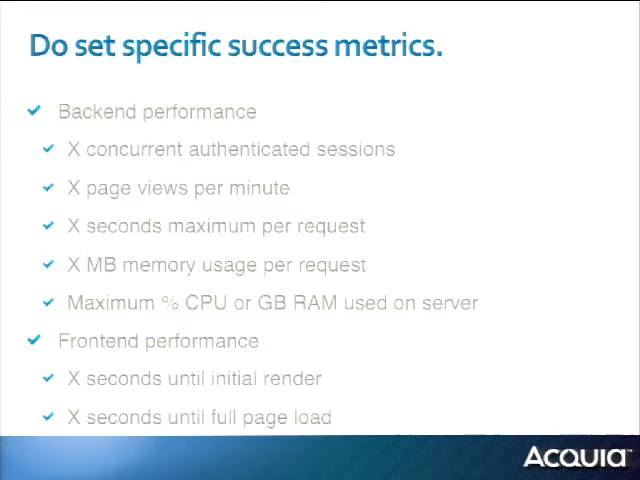 Do set specific success metrics.
Backend performance
X concurrent authenticated sessions
X page views per minute
X seconds maximum per request
X MB memory usage per request
Maximum % CPU or GB RAM used on server
Frontend performance
X seconds until initial render
X seconds until full page load
ACQUIA